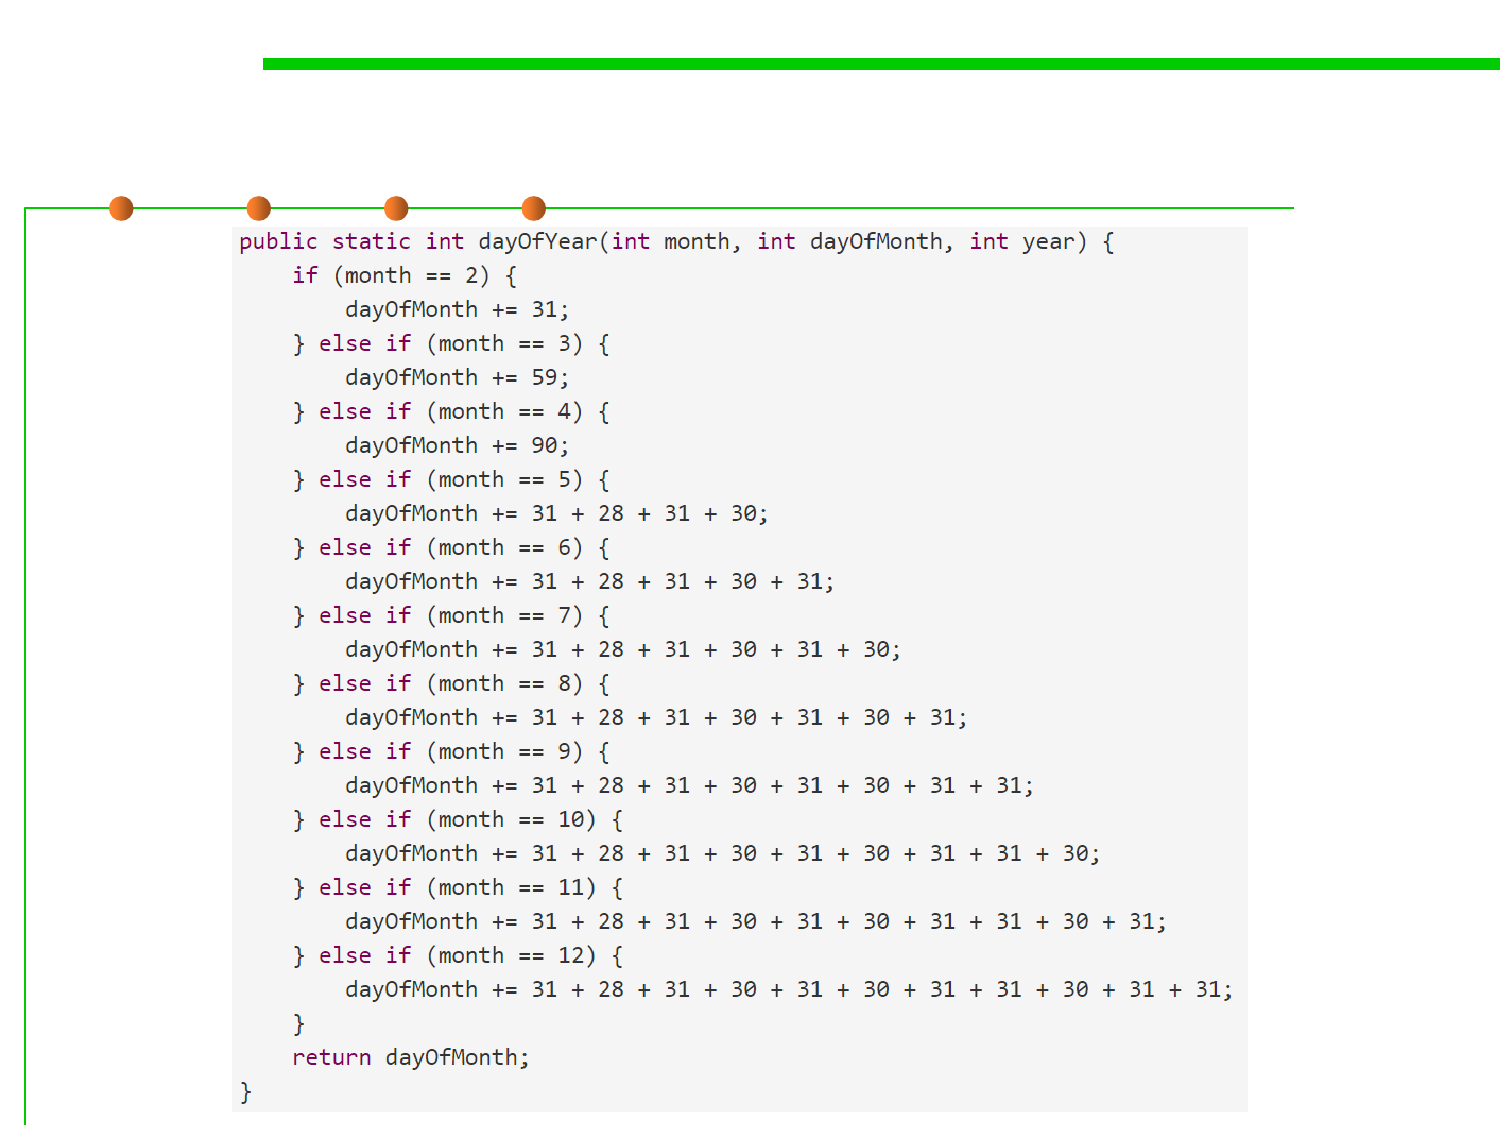 public static int dayOfYear(int month, int dayOfMonth, int year) {
    if (month == 2) {
        dayOfMonth += 31;
    } else if (month == 3) {
        dayOfMonth += 59;
    } else if (month == 4) {
        dayOfMonth += 90;
    } else if (month == 5) {
        dayOfMonth += 31 + 28 + 31 + 30;
    } else if (month == 6) {
        dayOfMonth += 31 + 28 + 31 + 30 + 31;
    } else if (month == 7) {
        dayOfMonth += 31 + 28 + 31 + 30 + 31 + 30;
    } else if (month == 8) {
        dayOfMonth += 31 + 28 + 31 + 30 + 31 + 30 + 31;
    } else if (month == 9) {
        dayOfMonth += 31 + 28 + 31 + 30 + 31 + 30 + 31 + 31;
    } else if (month == 10) {
        dayOfMonth += 31 + 28 + 31 + 30 + 31 + 30 + 31 + 31 + 30;
    } else if (month == 11) {
        dayOfMonth += 31 + 28 + 31 + 30 + 31 + 30 + 31 + 31 + 30 + 31;
    } else if (month == 12) {
        dayOfMonth += 31 + 28 + 31 + 30 + 31 + 30 + 31 + 31 + 30 + 31 + 31;
    }
    return dayOfMonth;
}